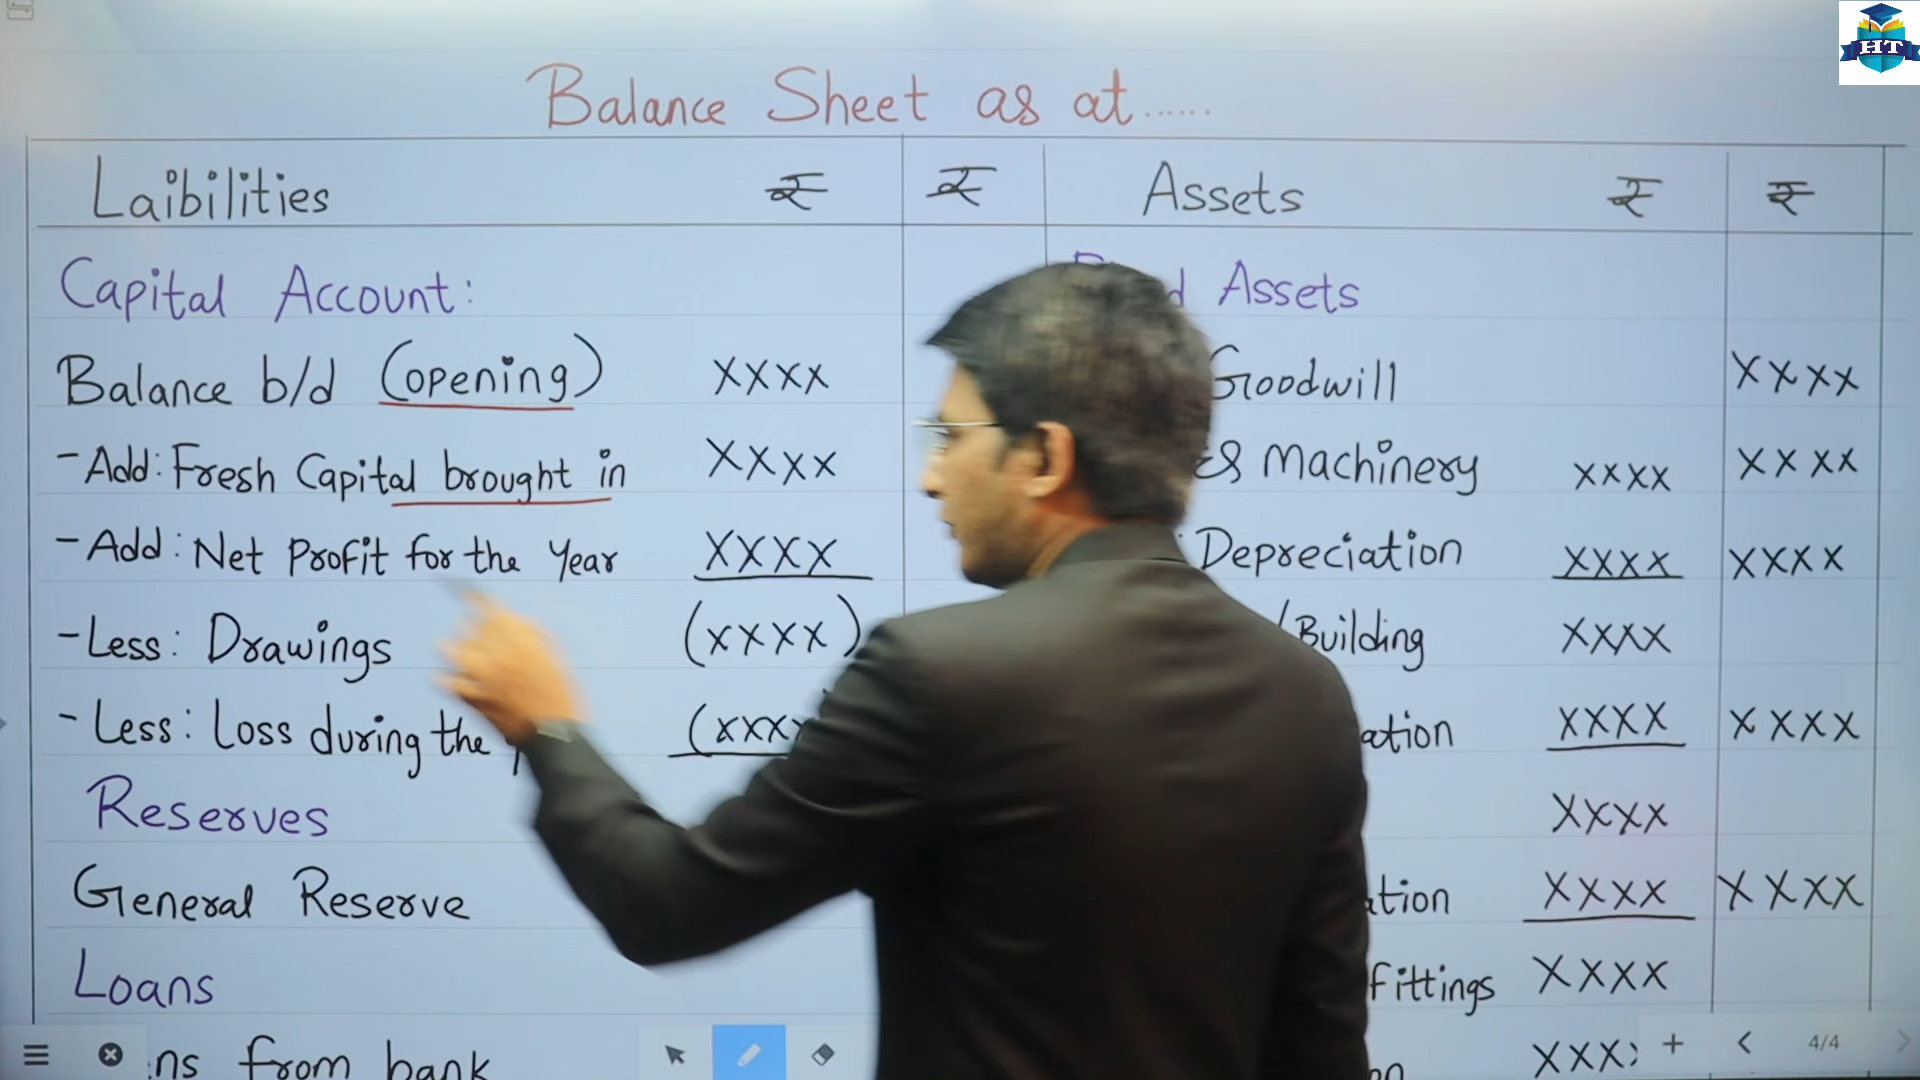 HT
Balance Sheet as at......
Laibilities ₹ ₹ Assets ₹ ₹
Capital Account: Assets
Balance b/d (opening) XXXX Goodwill XXXX
-Add: Fresh Capital brought in XXXX & Machinery XXXX XXXX
-Add: Net Profit for the Year XXXX Depreciation XXXX XXXX
-Less: Drawings (XXXX) /Building XXXX
-Less: Loss during the (XXX XXXX XXXX
Reserves XXXX
General Reserve XXXX XXXX
Loans Fittings XXXX
from bank XXX
4/4